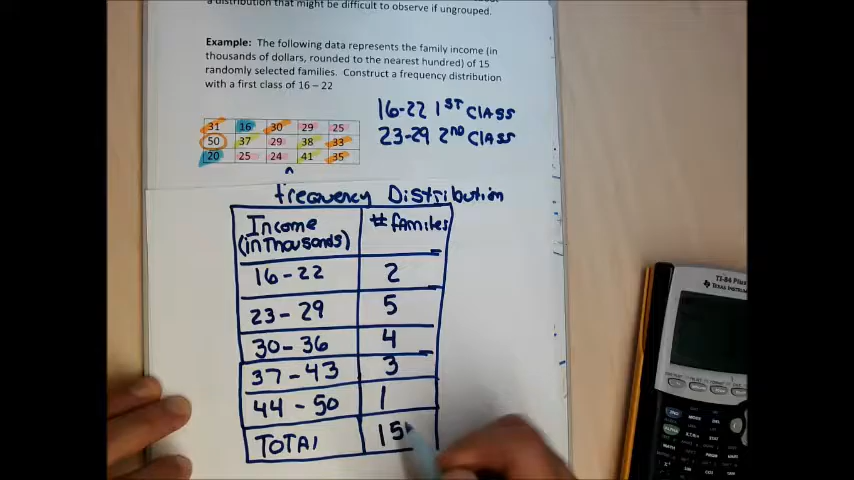 a distribution that might be difficult to observe if ungrouped.
Example: The following data represents the family income (in
thousands of dollars, rounded to the nearest hundred) of 15
randomly selected families. Construct a frequency distribution
with a first class of 16 – 22
31 16 30 29 25
50 37 29 38 33
20 25 24 41 35
16-22 1ST CLASS
23-29 2ND CLASS
Frequency Distribution
Income # familes
(in Thousands)
16-22 2
23-29 5
30-36 4
37-43 3
44-50 1
TOTAl 15
TI-84 Plus
TEXAS INSTRUMENTS